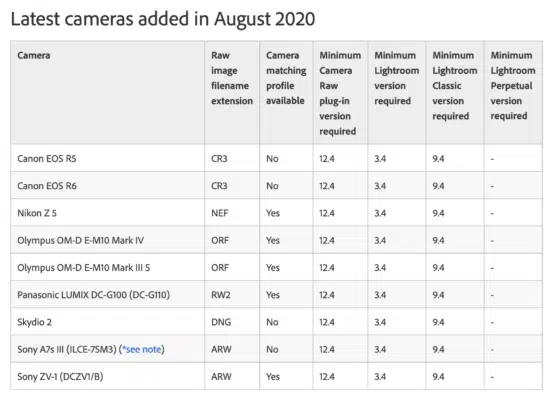 Latest cameras added in August 2020
Camera Raw Camera Minimum Minimum Minimum Minimum
image matching Camera Lightroom Lightroom Lightroom
filename profile Raw version Classic Perpetual
extension available plug-in required version version
version required required
required
Canon EOS R5 CR3 No 12.4 3.4 9.4 -
Canon EOS R6 CR3 No 12.4 3.4 9.4 -
Nikon Z 5 NEF Yes 12.4 3.4 9.4 -
Olympus OM-D E-M10 Mark IV ORF Yes 12.4 3.4 9.4 -
Olympus OM-D E-M10 Mark III S ORF Yes 12.4 3.4 9.4 -
Panasonic LUMIX DC-G100 (DC-G110) RW2 Yes 12.4 3.4 9.4 -
Skydio 2 DNG No 12.4 3.4 9.4 -
Sony A7s III (ILCE-7SM3) (*see note) ARW No 12.4 3.4 9.4 -
Sony ZV-1 (DCZV1/B) ARW Yes 12.4 3.4 9.4 -